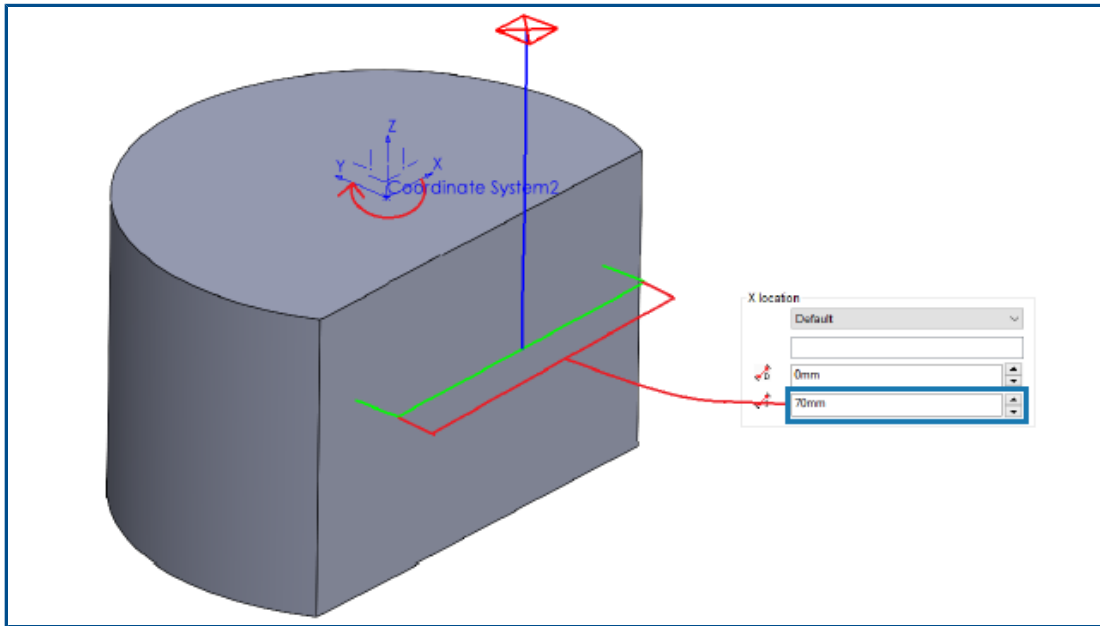 Z
Y
X
Coordinate System2
X location
Default
0mm
70mm